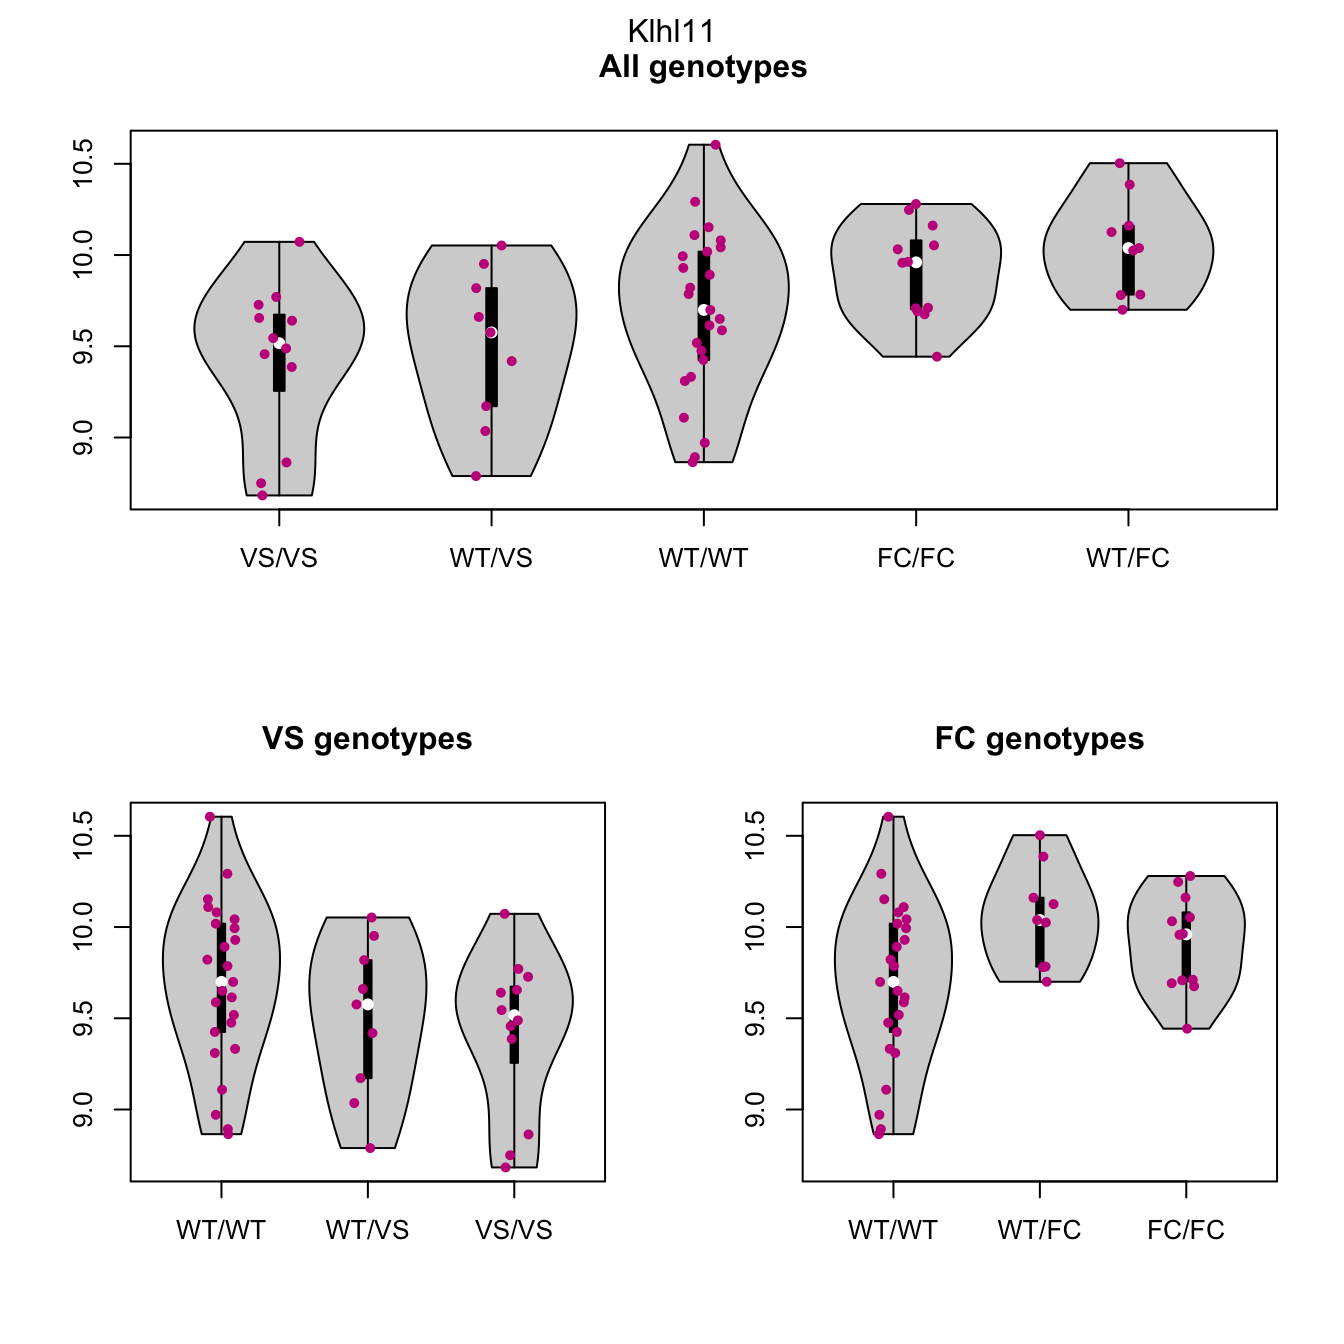 Klhl11
All genotypes
10.5
10.0
9.5
9.0
VS/VS WT/VS WT/WT FC/FC WT/FC
VS genotypes
10.5
10.0
9.5
9.0
WT/WT WT/VS VS/VS
FC genotypes
10.5
10.0
9.5
9.0
WT/WT WT/FC FC/FC